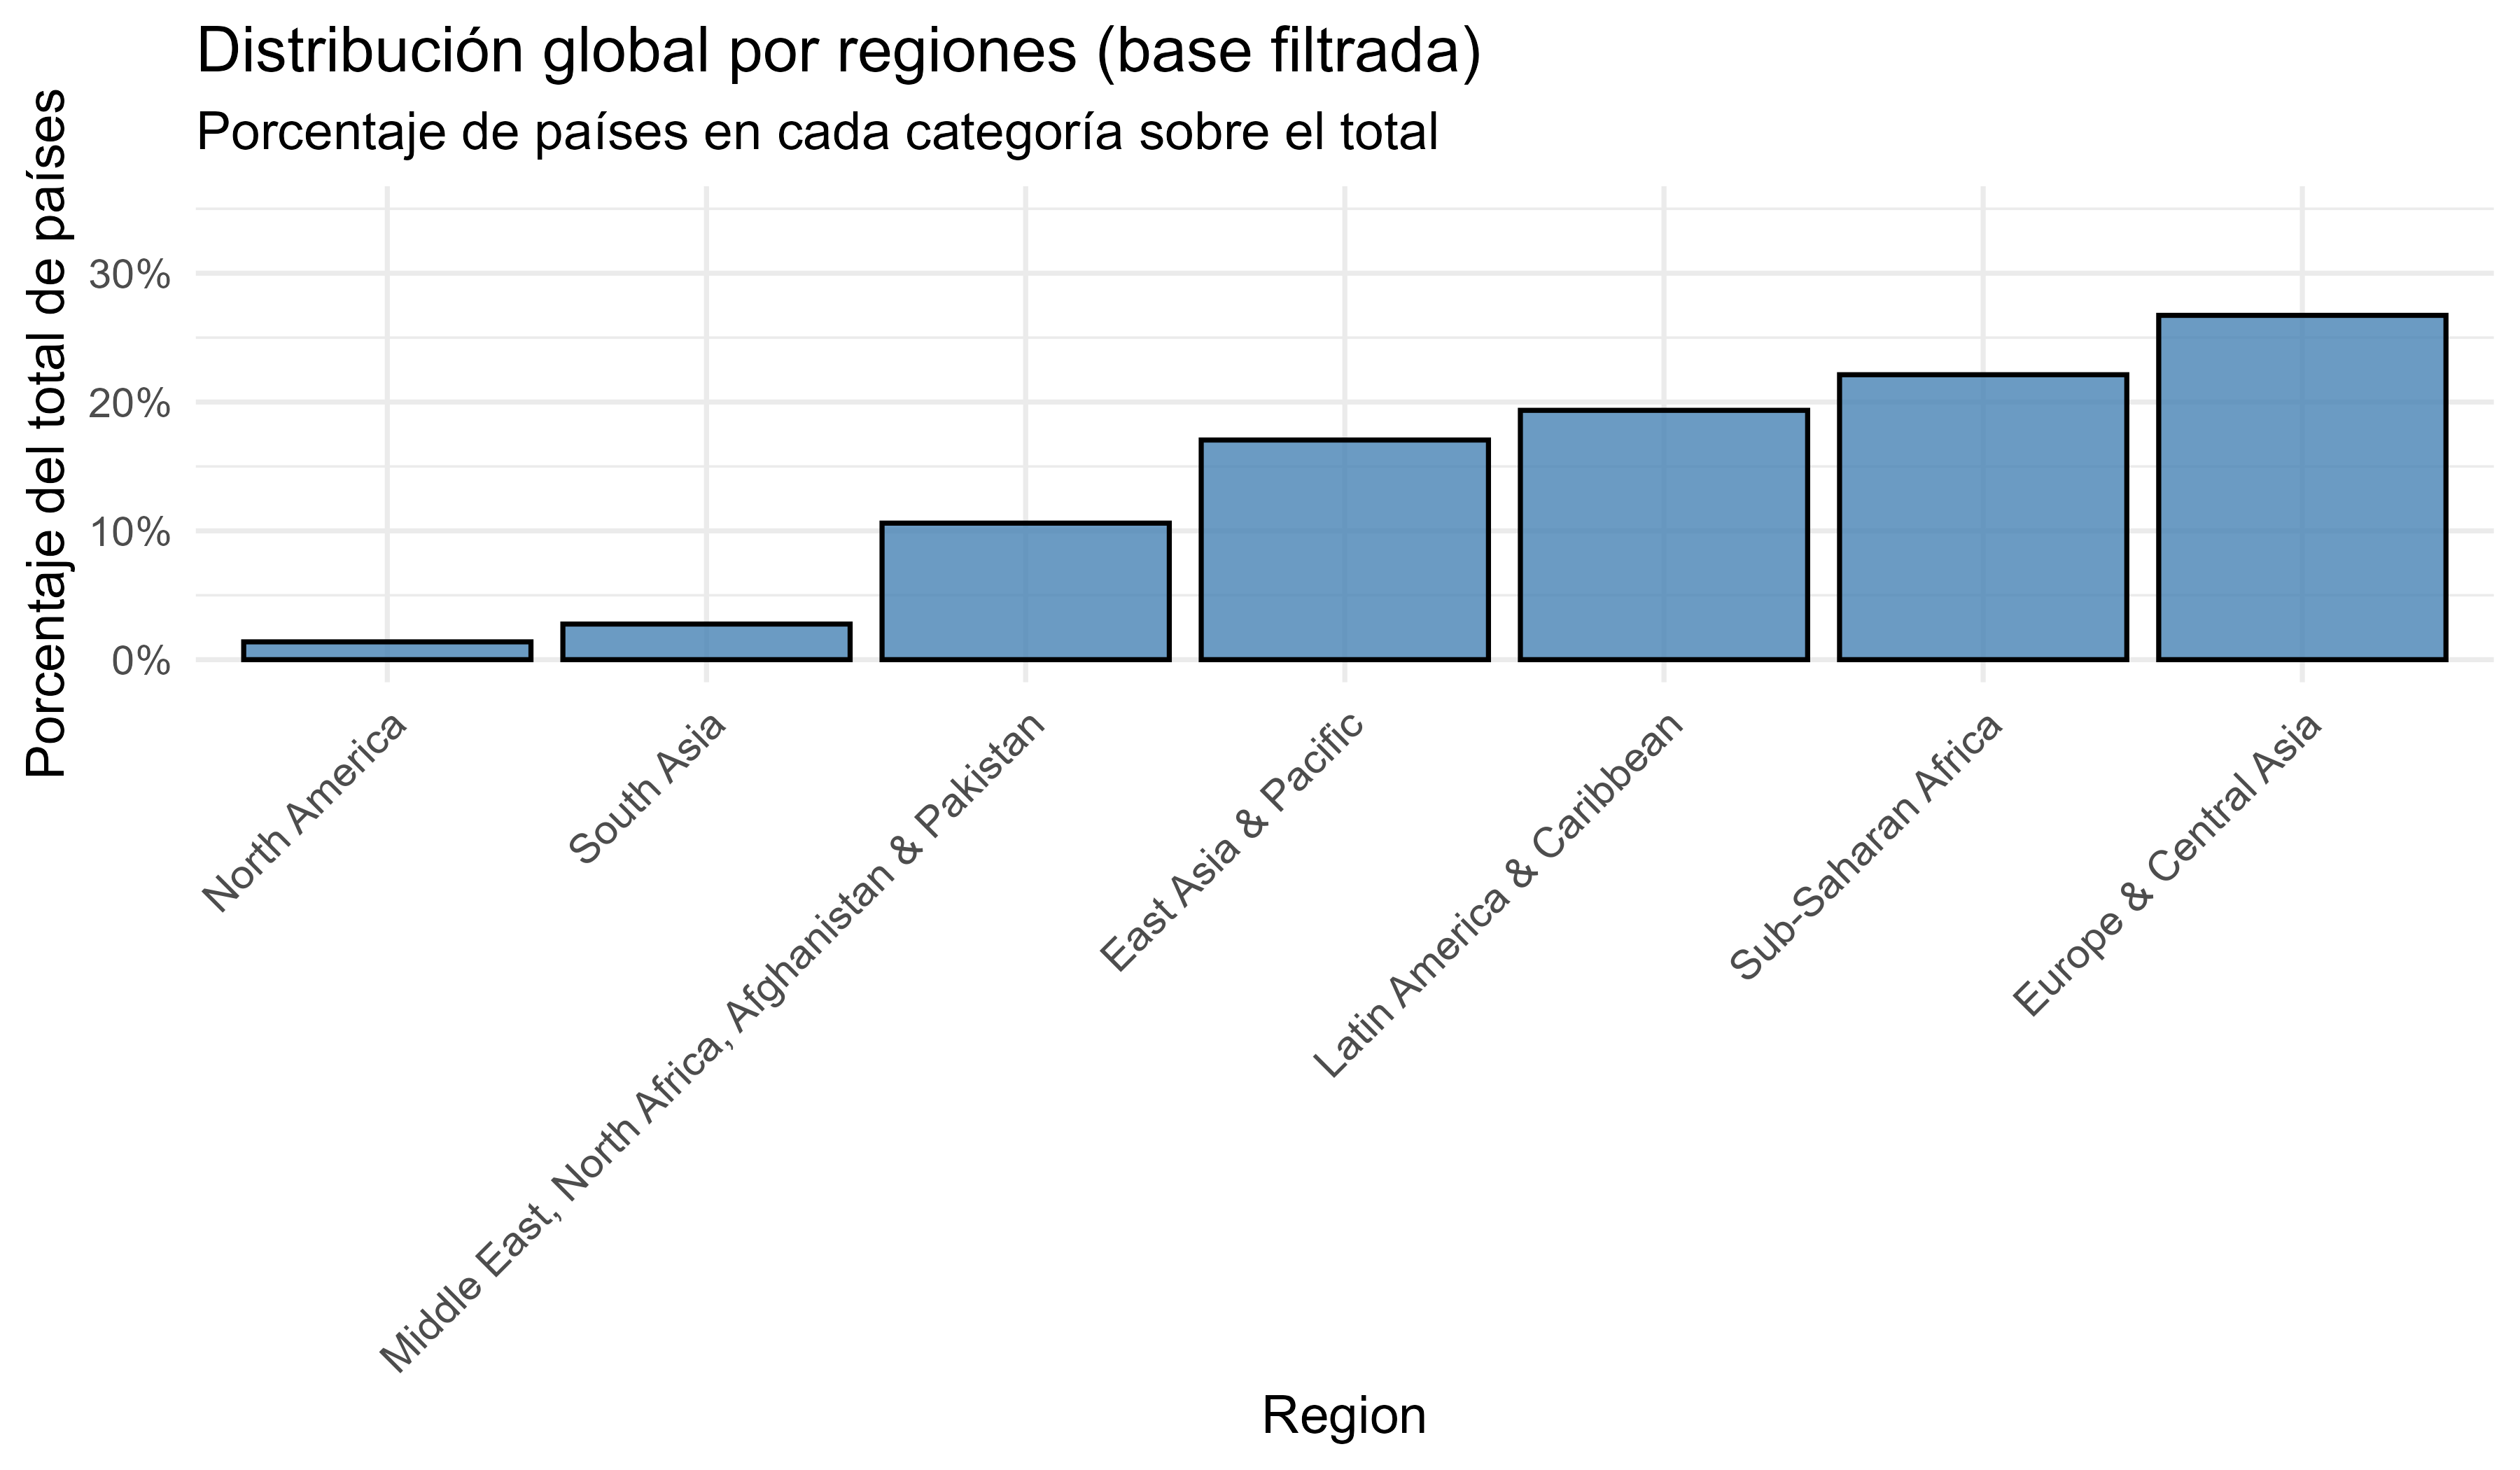 Distribución global por regiones (base filtrada)
Porcentaje de países en cada categoría sobre el total
Porcentaje del total de países
30%
20%
10%
0%
North America
South Asia
Middle East, North Africa, Afghanistan & Pakistan
East Asia & Pacific
Latin America & Caribbean
Sub-Saharan Africa
Europe & Central Asia
Region